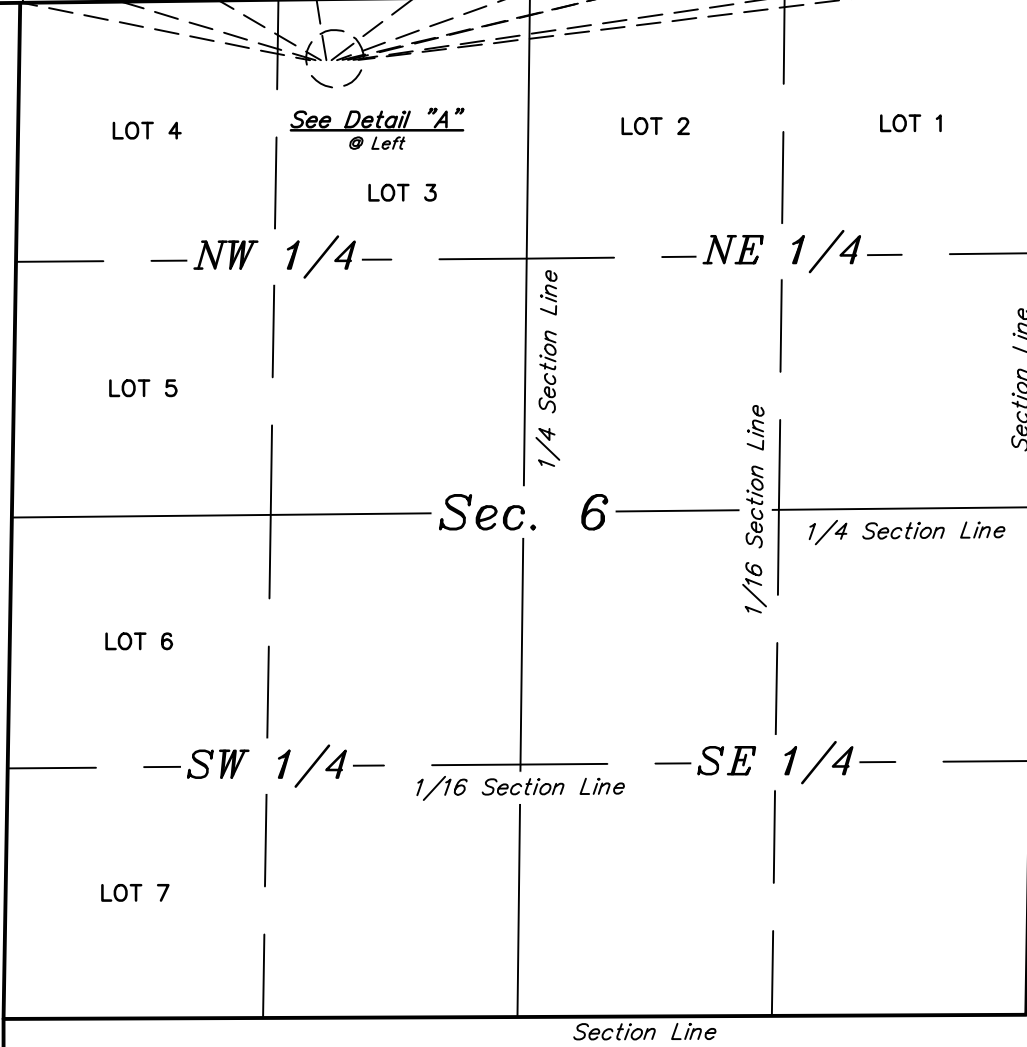 See Detail "A"
@ Left
LOT 4
LOT 3
LOT 2
LOT 1
NW 1/4
NE 1/4
1/4 Section Line
Section Line
LOT 5
1/16 Section Line
Sec. 6
1/4 Section Line
LOT 6
SW 1/4
SE 1/4
1/16 Section Line
LOT 7
Section Line